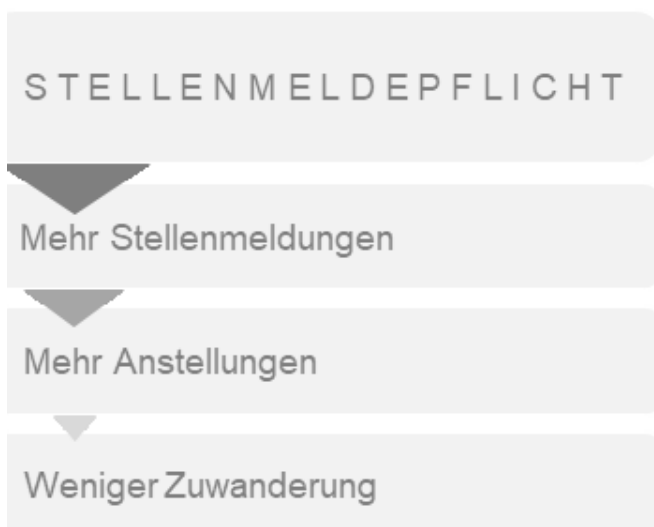 STELLENMELDEPFLICHT
Mehr Stellenmeldungen
Mehr Anstellungen
Weniger Zuwanderung